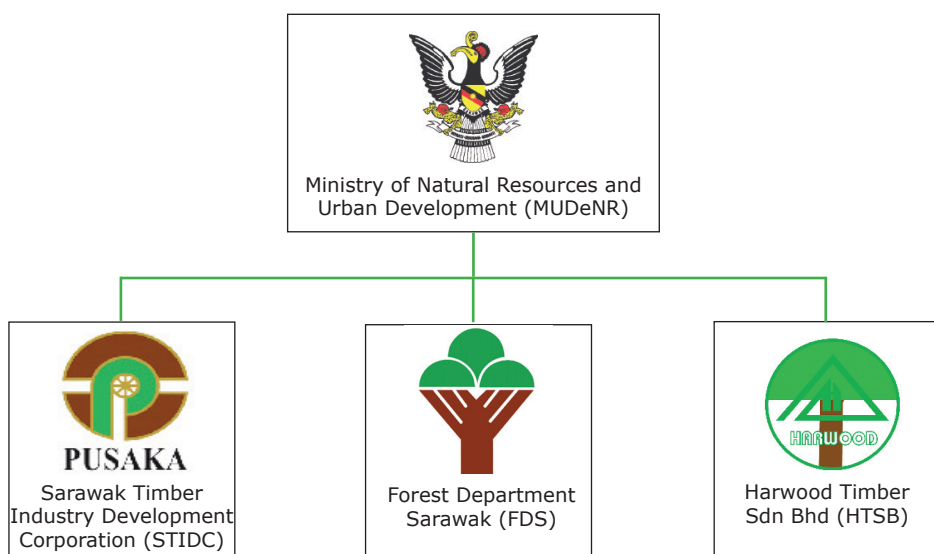 Ministry of Natural Resources and
Urban Development (MUDeNR)
PUSAKA
Sarawak Timber
Industry Development
Corporation (STIDC)
Forest Department
Sarawak (FDS)
HARWOOD
Harwood Timber
Sdn Bhd (HTSB)